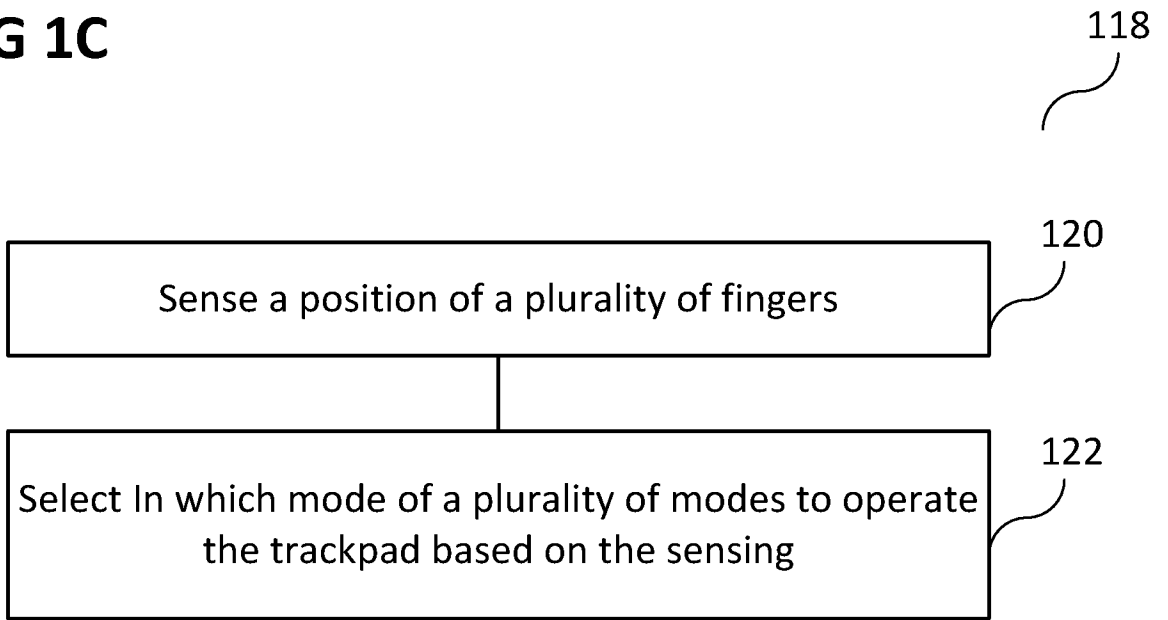 G 1C
118
120
Sense a position of a plurality of fingers
122
Select In which mode of a plurality of modes to operate
the trackpad based on the sensing